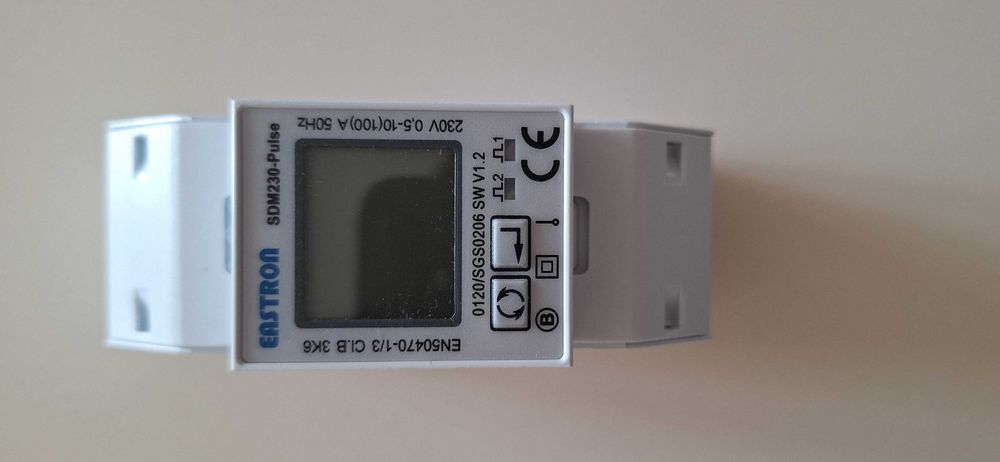 EASTRON SDM230-Pulse
EN50470-1/3 Cl.B 3K6
230V 0,5-10(100)A 50Hz
0120/SGS0206 SW V1.2
2 1
B
CE